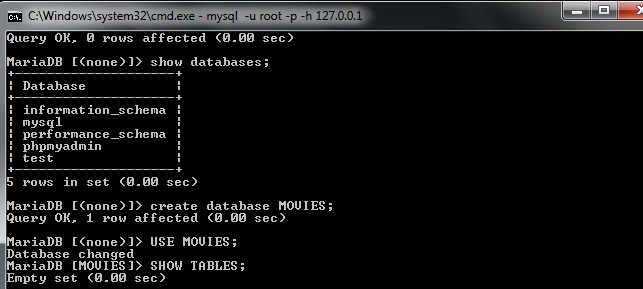 C:\Windows\system32\cmd.exe - mysql -u root -p -h 127.0.0.1
Query OK, 0 rows affected (0.00 sec)
MariaDB [(none)]> show databases;
+--------------------+
| Database           |
+--------------------+
| information_schema |
| mysql              |
| performance_schema |
| phpmyadmin         |
| test               |
+--------------------+
5 rows in set (0.00 sec)
MariaDB [(none)]> create database MOVIES;
Query OK, 1 row affected (0.00 sec)
MariaDB [(none)]> USE MOVIES;
Database changed
MariaDB [MOVIES]> SHOW TABLES;
Empty set (0.00 sec)